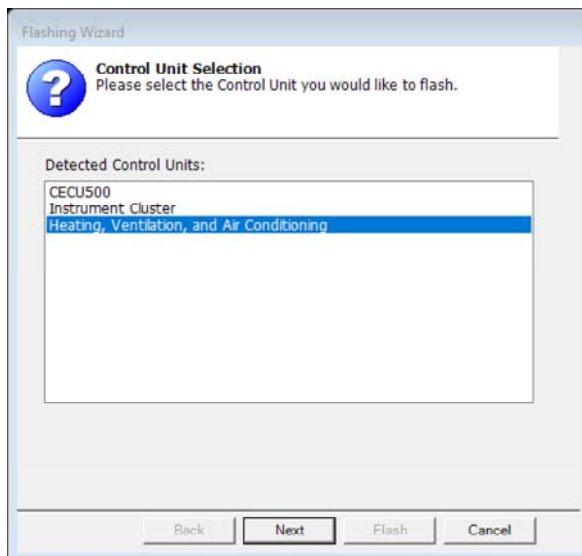 Flashing Wizard
Control Unit Selection
Please select the Control Unit you would like to flash.
Detected Control Units:
CECU500
Instrument Cluster
Heating, Ventilation, and Air Conditioning
Back Next Flash Cancel